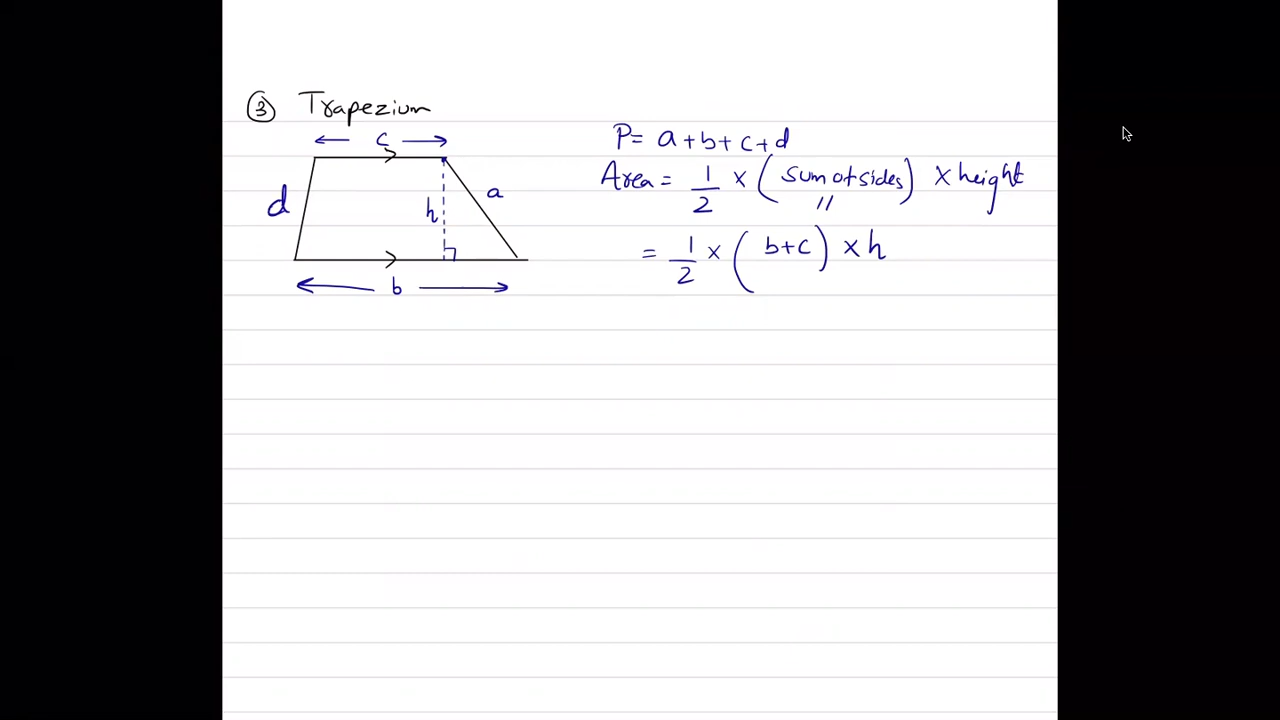 ③ Trapezium
c
P = a + b + c + d
d
h
a
Area = 1/2 × (sum of sides) × height
//
= 1/2 × (b+c) × h
b